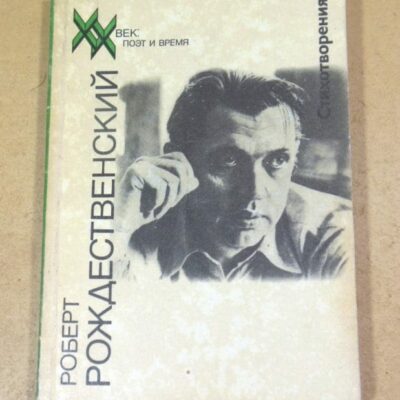 XX
ВЕК:
ПОЭТ И ВРЕМЯ
РОБЕРТ
РОЖДЕСТВЕНСКИЙ
Стихотворения